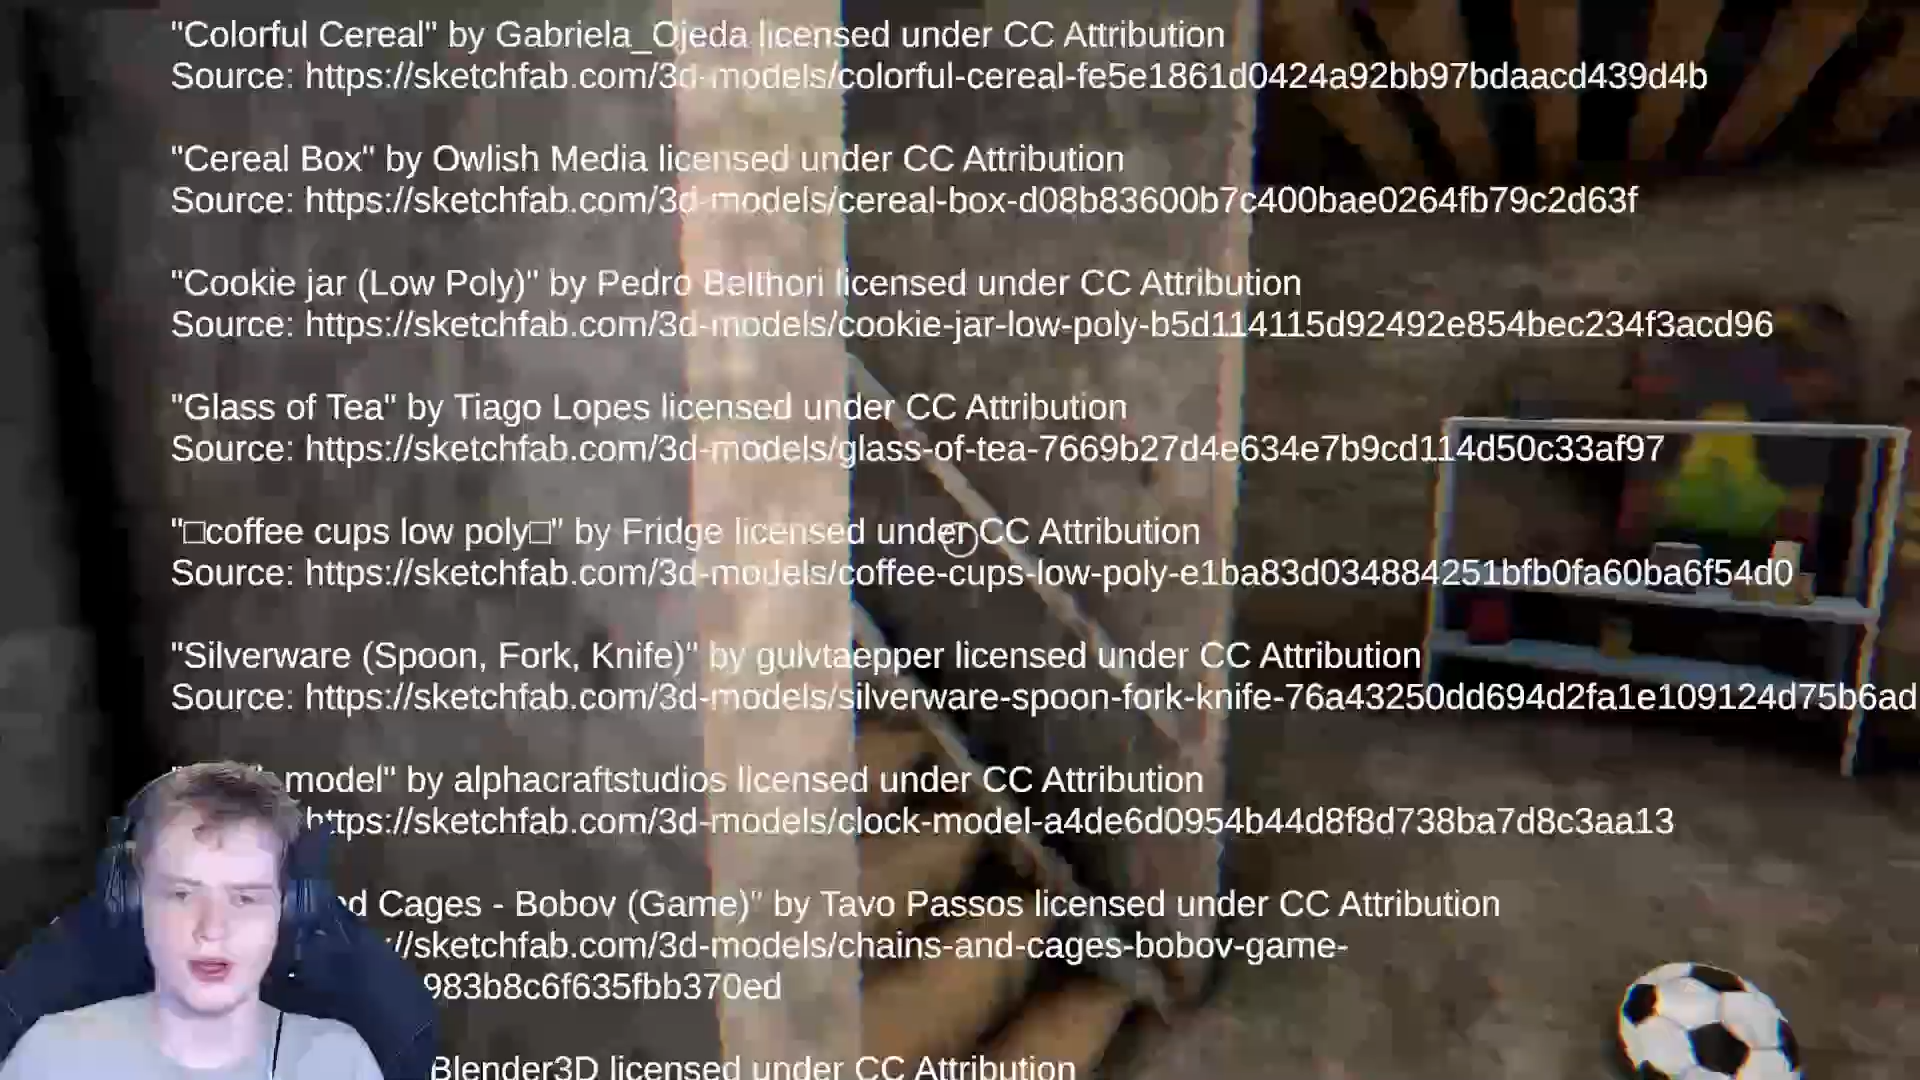 "Colorful Cereal" by Gabriela_Ojeda licensed under CC Attribution
Source: https://sketchfab.com/3d-models/colorful-cereal-fe5e1861d0424a92bb97bdaacd439d4b
"Cereal Box" by Owlish Media licensed under CC Attribution
Source: https://sketchfab.com/3d-models/cereal-box-d08b83600b7c400bae0264fb79c2d63f
"Cookie jar (Low Poly)" by Pedro Belthori licensed under CC Attribution
Source: https://sketchfab.com/3d-models/cookie-jar-low-poly-b5d114115d92492e854bec234f3acd96
"Glass of Tea" by Tiago Lopes licensed under CC Attribution
Source: https://sketchfab.com/3d-models/glass-of-tea-7669b27d4e634e7b9cd114d50c33af97
"□coffee cups low poly□" by Fridge licensed under CC Attribution
Source: https://sketchfab.com/3d-models/coffee-cups-low-poly-e1ba83d034884251bfb0fa60ba6f54d0
"Silverware (Spoon, Fork, Knife)" by gulvtaepper licensed under CC Attribution
Source: https://sketchfab.com/3d-models/silverware-spoon-fork-knife-76a43250dd694d2fa1e109124d75b6ad
model" by alphacraftstudios licensed under CC Attribution
https://sketchfab.com/3d-models/clock-model-a4de6d0954b44d8f8d738ba7d8c3aa13
Cages - Bobov (Game)" by Tavo Passos licensed under CC Attribution
//sketchfab.com/3d-models/chains-and-cages-bobov-game-
983b8c6f635fbb370ed
Blender3D licensed under CC Attribution